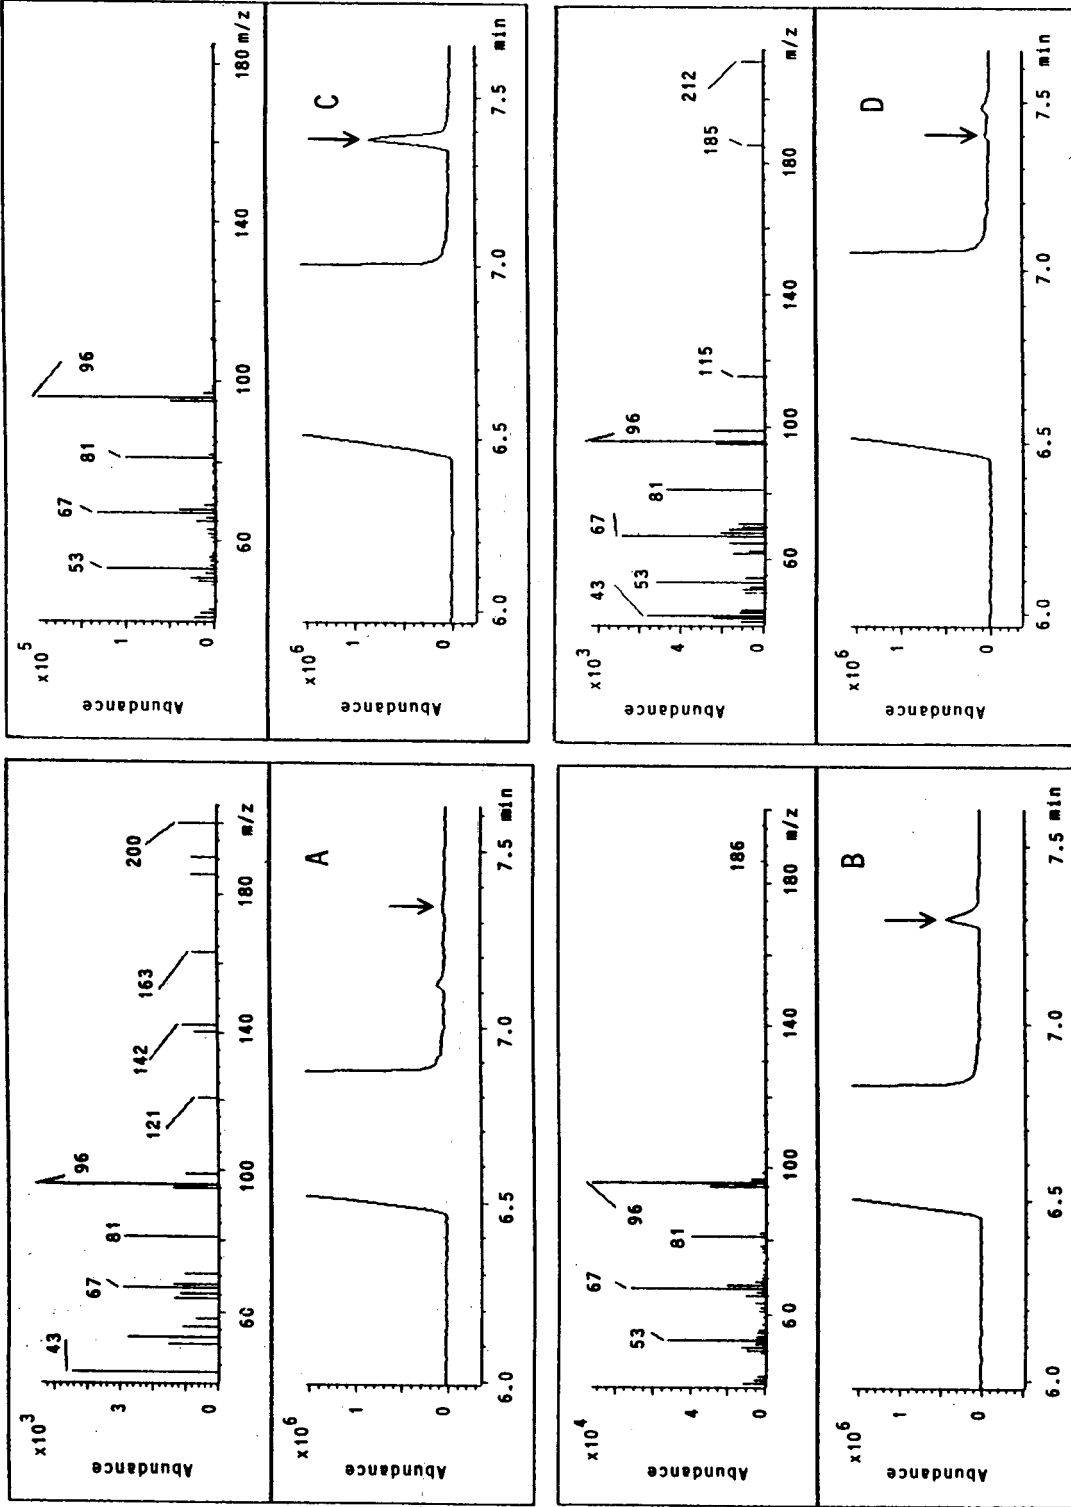 Abundance
x10³
3
0
43
67
81
96
121
142
163
200
60
100
140
180
m/z
Abundance
x10⁶
1
0
A
6.0
6.5
7.0
7.5
min
Abundance
x10⁵
1
0
53
67
81
96
60
100
140
180 m/z
Abundance
x10⁶
1
0
C
6.0
6.5
7.0
7.5
min
Abundance
x10⁴
4
0
53
67
81
96
186
60
100
140
180
m/z
Abundance
x10⁶
1
0
B
6.0
6.5
7.0
7.5
min
Abundance
x10³
4
0
43
53
67
81
96
115
185
212
60
100
140
180
m/z
Abundance
x10⁶
1
0
D
6.0
6.5
7.0
7.5
min